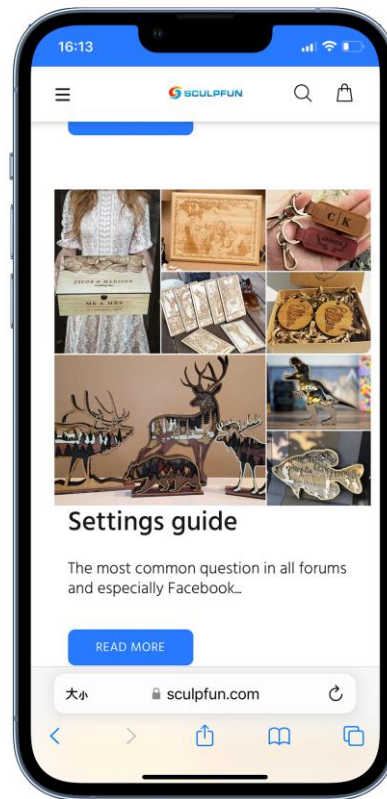 16:13
SCULPFUN
JACOB & MADISON
MR & MRS
C K
Settings guide
The most common question in all forums
and especially Facebook...
READ MORE
大小
sculpfun.com